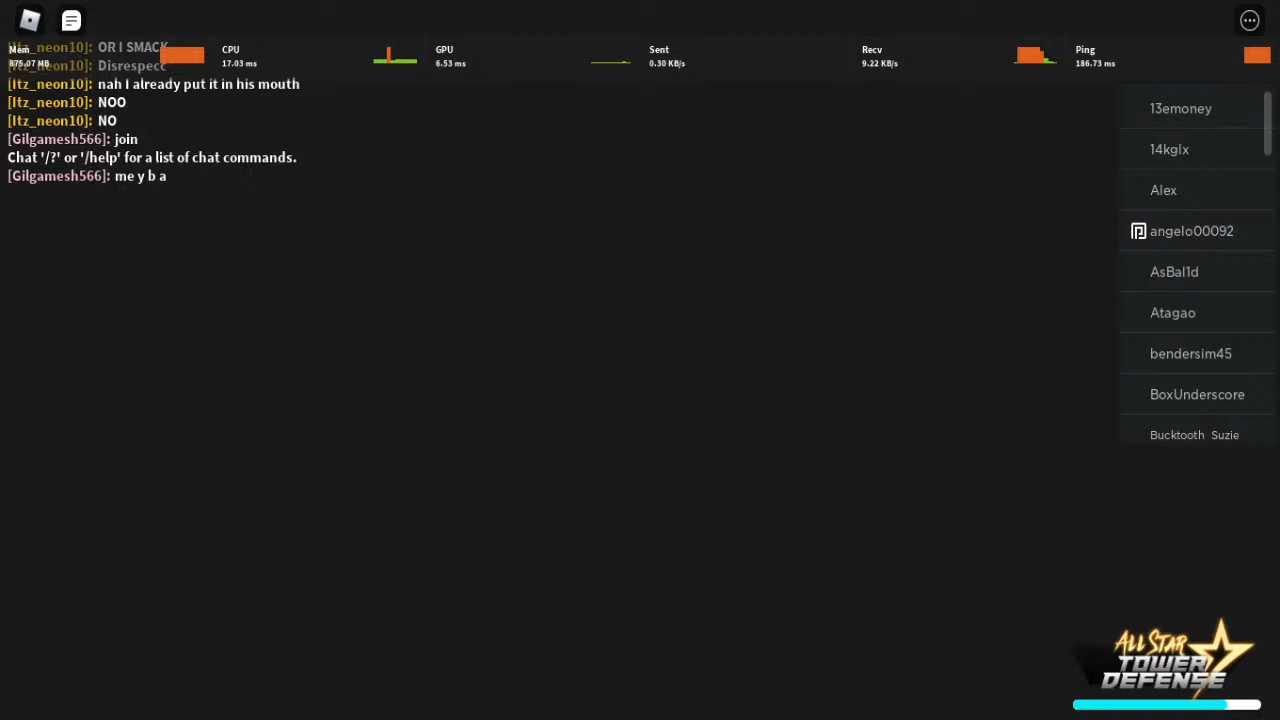 [Itz_neon10]: OR I SMACK
Mem CPU GPU Sent Recv Ping
875.07 MB 17.03 ms 6.53 ms 0.30 KB/s 9.22 KB/s 186.73 ms
[Itz_neon10]: Disrespecc
[Itz_neon10]: nah I already put it in his mouth
[Itz_neon10]: NOO
[Itz_neon10]: NO
[Gilgamesh566]: join
Chat '/?' or '/help' for a list of chat commands.
[Gilgamesh566]: me y b a
13emoney
14kglx
Alex
angelo00092
AsBal1d
Atagao
bendersim45
BoxUnderscore
Bucktooth_Suzie
ALL STAR
TOWER
DEFENSE